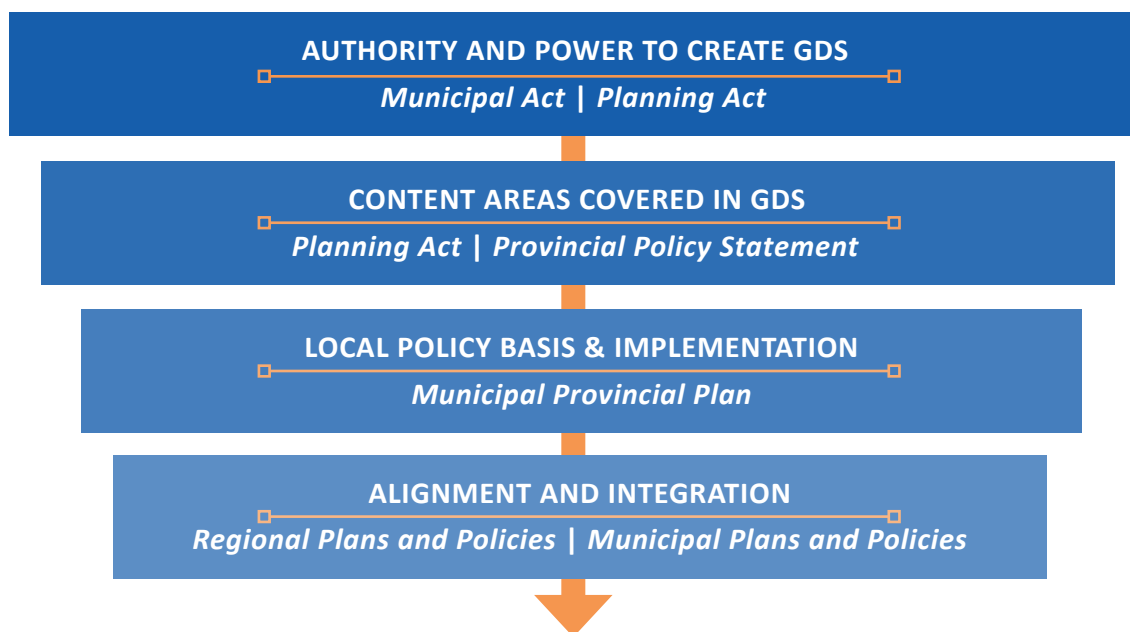 AUTHORITY AND POWER TO CREATE GDS
Municipal Act | Planning Act
CONTENT AREAS COVERED IN GDS
Planning Act | Provincial Policy Statement
LOCAL POLICY BASIS & IMPLEMENTATION
Municipal Provincial Plan
ALIGNMENT AND INTEGRATION
Regional Plans and Policies | Municipal Plans and Policies